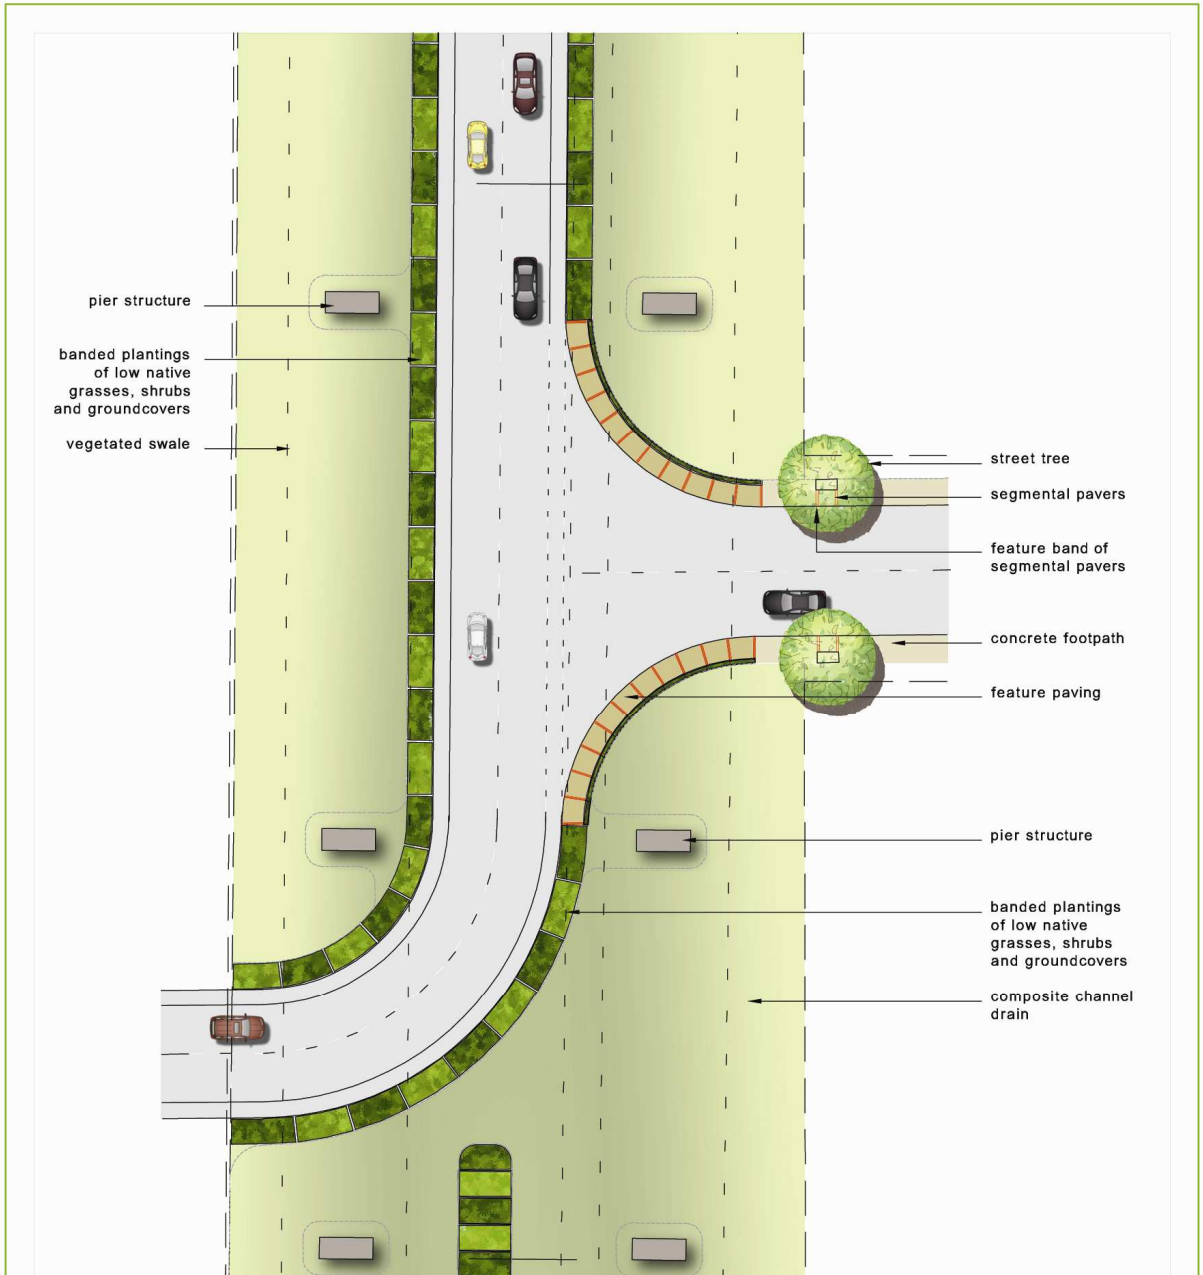 pier structure
banded plantings
of low native
grasses, shrubs
and groundcovers
vegetated swale
street tree
segmental pavers
feature band of
segmental pavers
concrete footpath
feature paving
pier structure
banded plantings
of low native
grasses, shrubs
and groundcovers
composite channel
drain